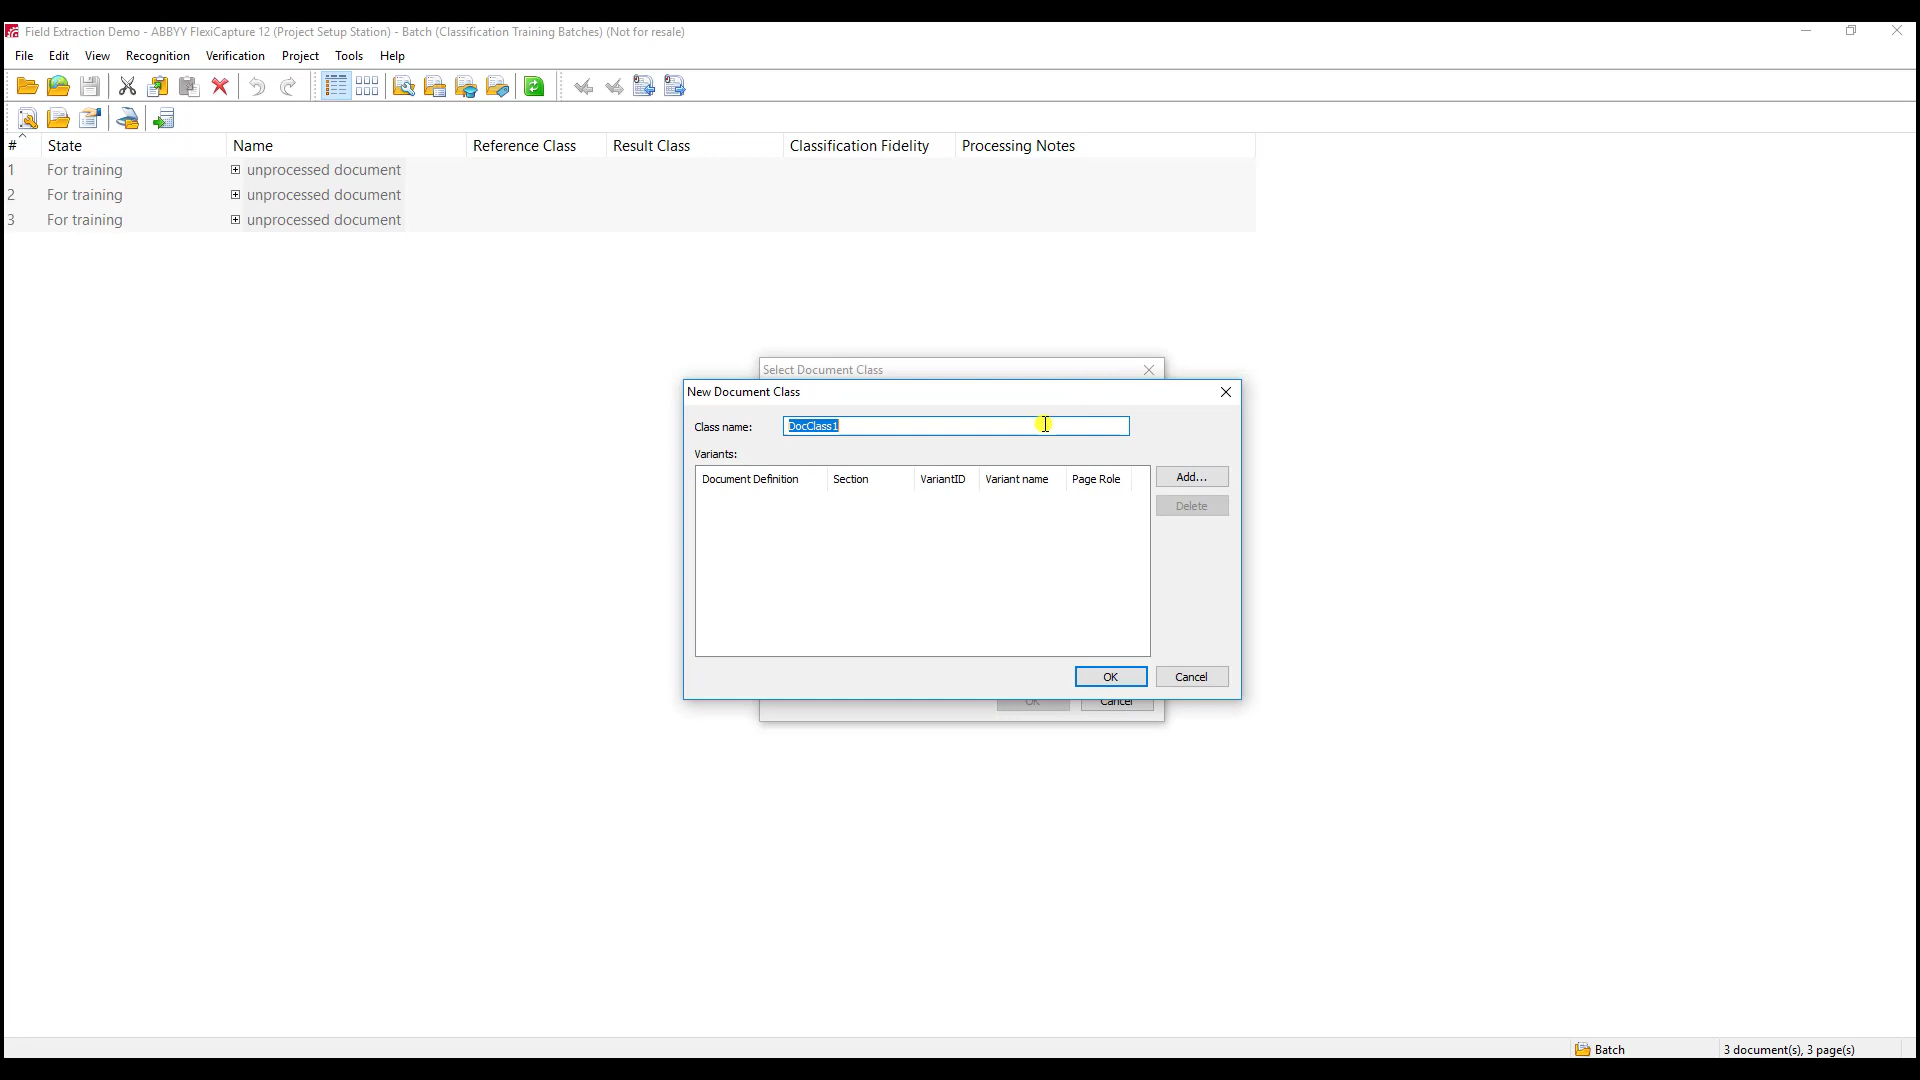 Field Extraction Demo - ABBYY FlexiCapture 12 (Project Setup Station) - Batch (Classification Training Batches) (Not for resale)
File Edit View Recognition Verification Project Tools Help
# State Name Reference Class Result Class Classification Fidelity Processing Notes
1 For training unprocessed document
2 For training unprocessed document
3 For training unprocessed document
Select Document Class
New Document Class
Class name: DocClass1
Variants:
Document Definition Section VariantID Variant name Page Role
Add...
Delete
OK Cancel
OK Cancel
Batch 3 document(s), 3 page(s)